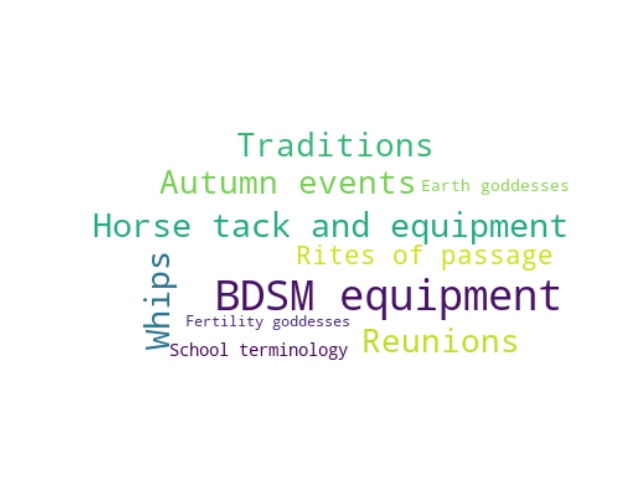 Traditions
Autumn events
Earth goddesses
Horse tack and equipment
Rites of passage
Whips
BDSM equipment
Fertility goddesses
Reunions
School terminology